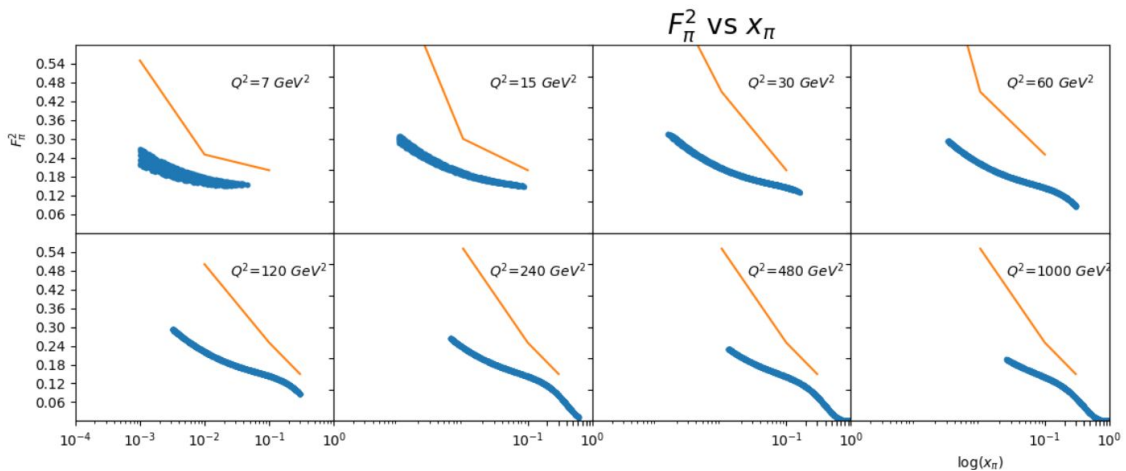 $F_\pi^2$ vs $x_\pi$
$Q^2$=7 $GeV^2$
$Q^2$=15 $GeV^2$
$Q^2$=30 $GeV^2$
$Q^2$=60 $GeV^2$
0.54
0.48
0.42
0.36
$F_\pi^2$
0.30
0.24
0.18
0.12
0.06
$Q^2$=120 $GeV^2$
$Q^2$=240 $GeV^2$
$Q^2$=480 $GeV^2$
$Q^2$=1000 $GeV^2$
0.54
0.48
0.42
0.36
0.30
0.24
0.18
0.12
0.06
$10^{-4}$ $10^{-3}$ $10^{-2}$ $10^{-1}$ $10^0$ $10^{-1}$ $10^0$ $10^{-1}$ $10^0$ $10^{-1}$ $10^0$
log($x_\pi$)